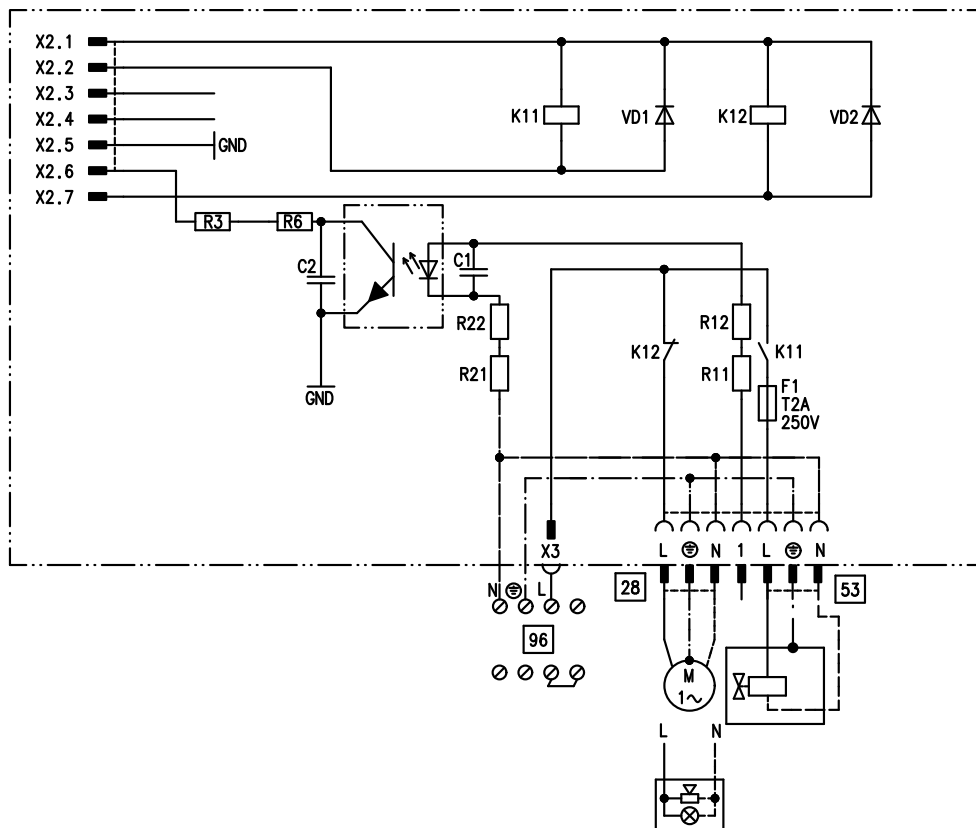 X2.1
X2.2
X2.3
X2.4
X2.5
X2.6
X2.7
K11
VD1
K12
VD2
GND
R3
R6
C2
C1
GND
R22
R21
K12
R12
R11
K11
F1
T2A
250V
X3
L
N
1
L
N
N
L
28
53
96
M
1~
L
N